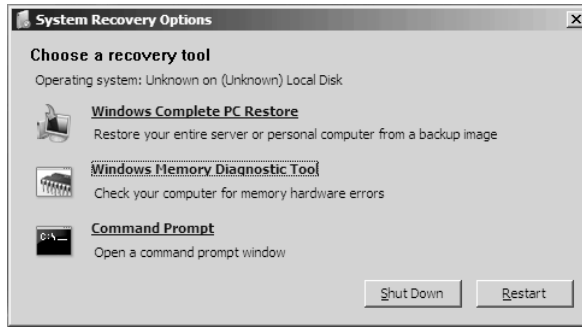 System Recovery Options
Choose a recovery tool
Operating system: Unknown on (Unknown) Local Disk
Windows Complete PC Restore
Restore your entire server or personal computer from a backup image
Windows Memory Diagnostic Tool
Check your computer for memory hardware errors
C:\_
Command Prompt
Open a command prompt window
Shut Down
Restart